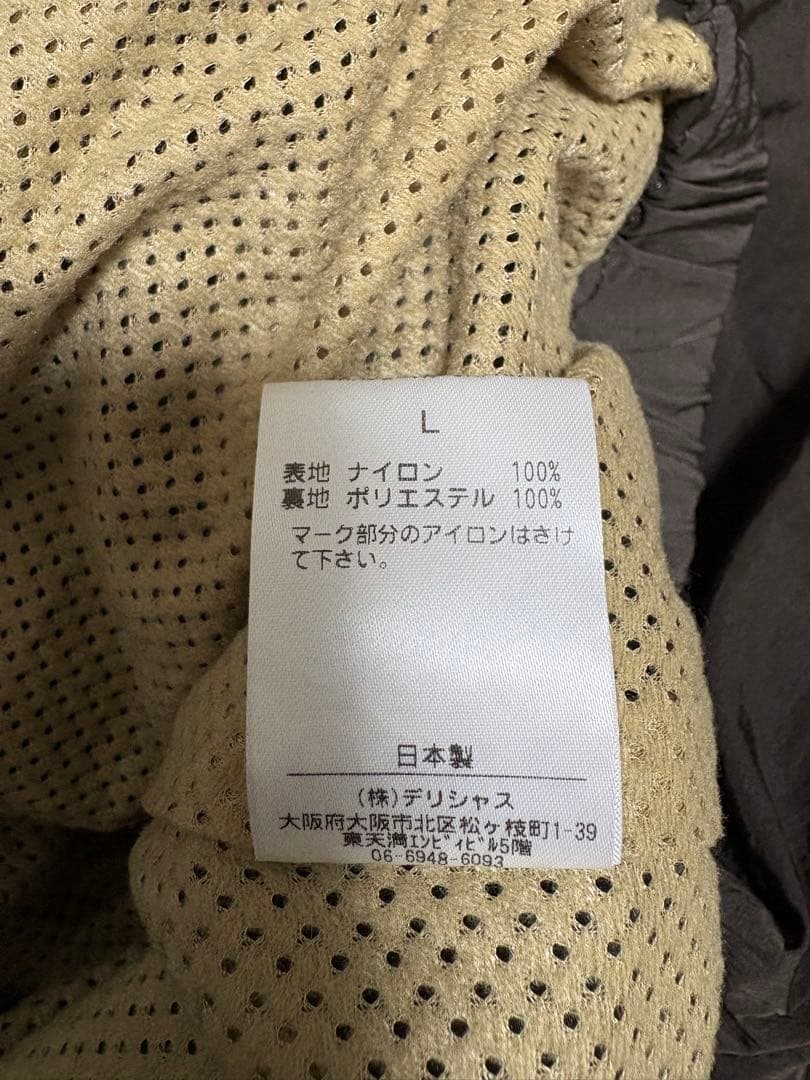 L
表地 ナイロン 100%
裏地 ポリエステル 100%
マーク部分のアイロンはさけ
て下さい。
日本製
(株)デリシャス
大阪府大阪市北区松ヶ枝町1-39
東天満ｴﾝﾋﾞｨﾋﾞﾙ5階
06-6948-6093